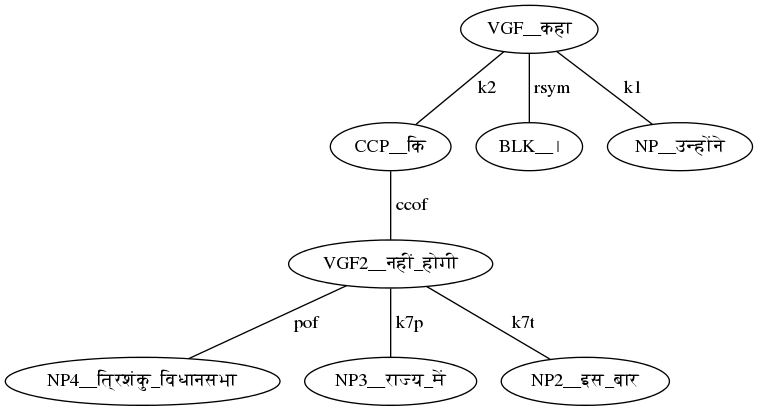 VGF__कहा
k2 rsym k1
CCP__कि BLK__। NP__उन्होंने
ccof
VGF2__नहीं_होगी
pof k7p k7t
NP4__त्रिशंकु_विधानसभा NP3__राज्य_में NP2__इस_बार